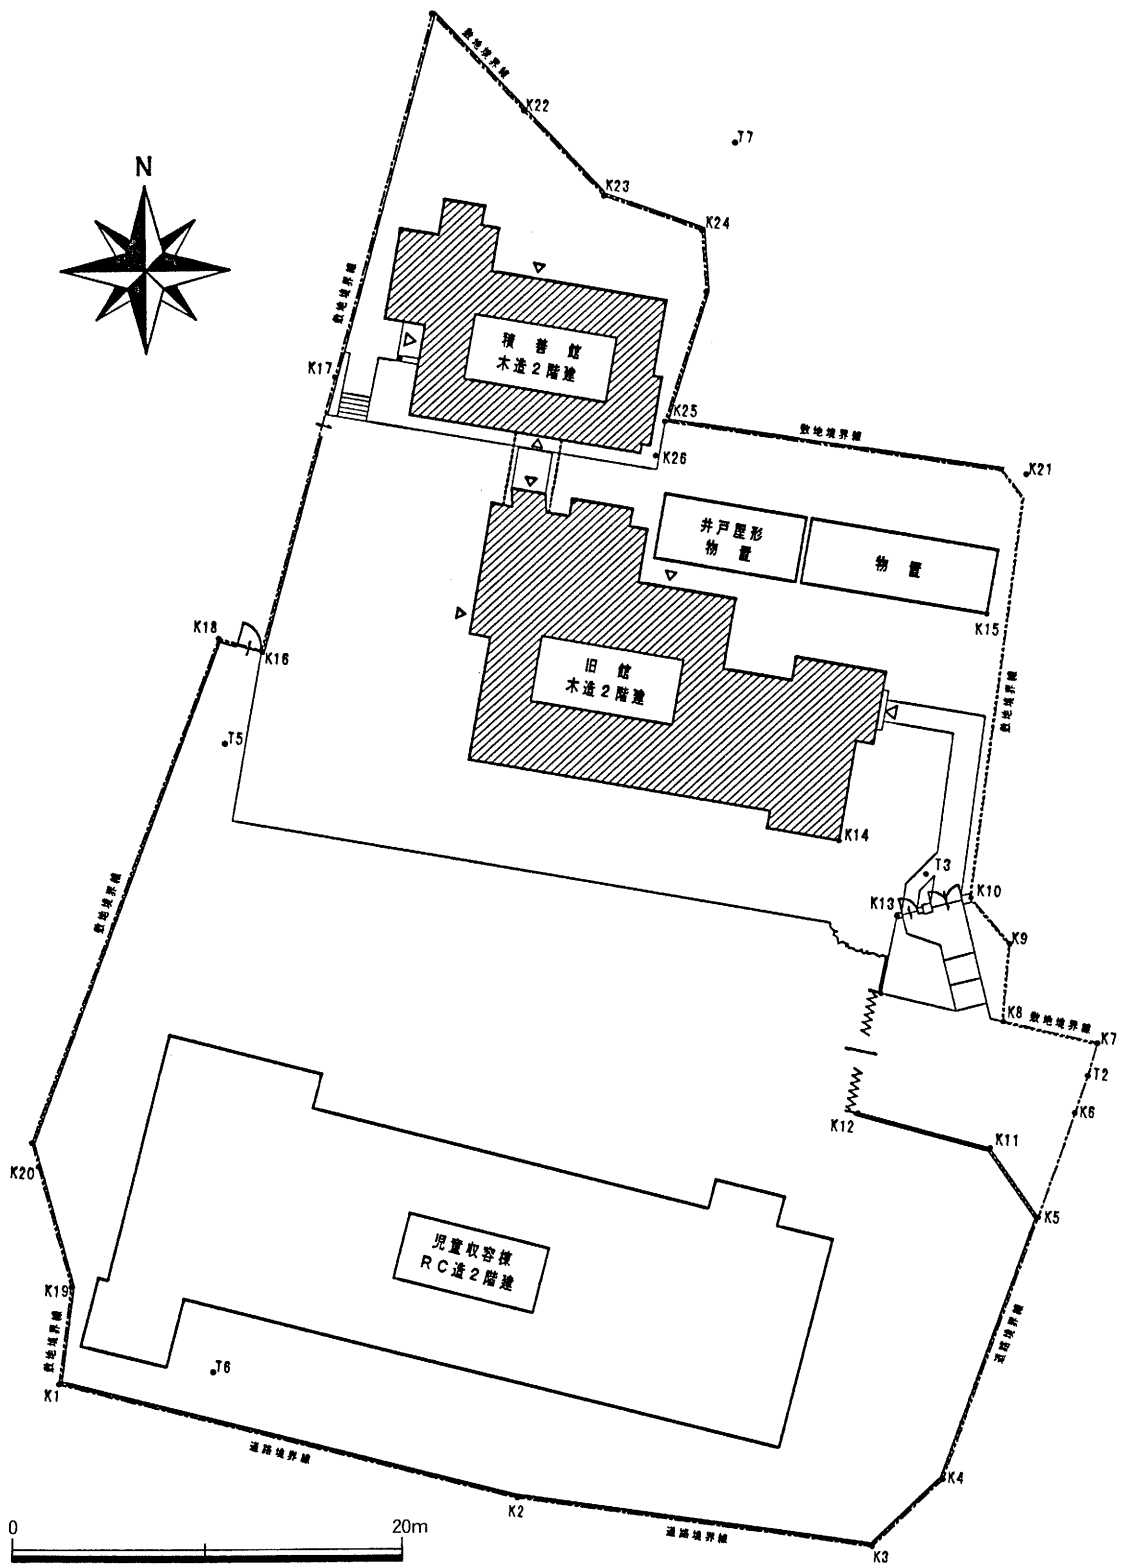 敷地境界線
K22
T7
N
K23
K24
敷地境界線
積善館
木造2階建
K17
K25
敷地境界線
K26
K21
井戸屋形
物置
物置
K15
K18
K16
旧館
木造2階建
敷地境界線
T5
K14
T3
K10
K13
敷地境界線
K9
K8
敷地境界線
K7
T2
K6
K12
K11
K20
K5
児童収容棟
RC造2階建
K19
敷地境界線
道路境界線
T6
K1
道路境界線
K4
K2
道路境界線
K3
0
20m